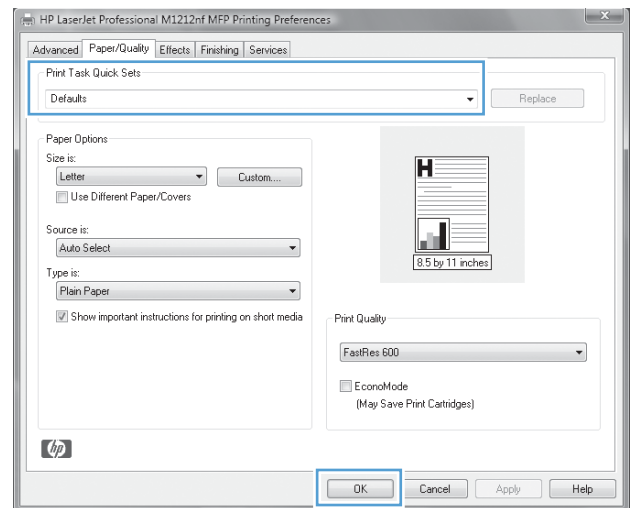 HP LaserJet Professional M1212nf MFP Printing Preferences
Advanced Paper/Quality Effects Finishing Services
Print Task Quick Sets
Defaults
Replace
Paper Options
Size is:
Letter
Custom....
Use Different Paper/Covers
Source is:
Auto Select
Type is:
Plain Paper
Show important instructions for printing on short media
H
8.5 by 11 inches
Print Quality
FastRes 600
EconoMode
(May Save Print Cartridges)
hp
OK Cancel Apply Help